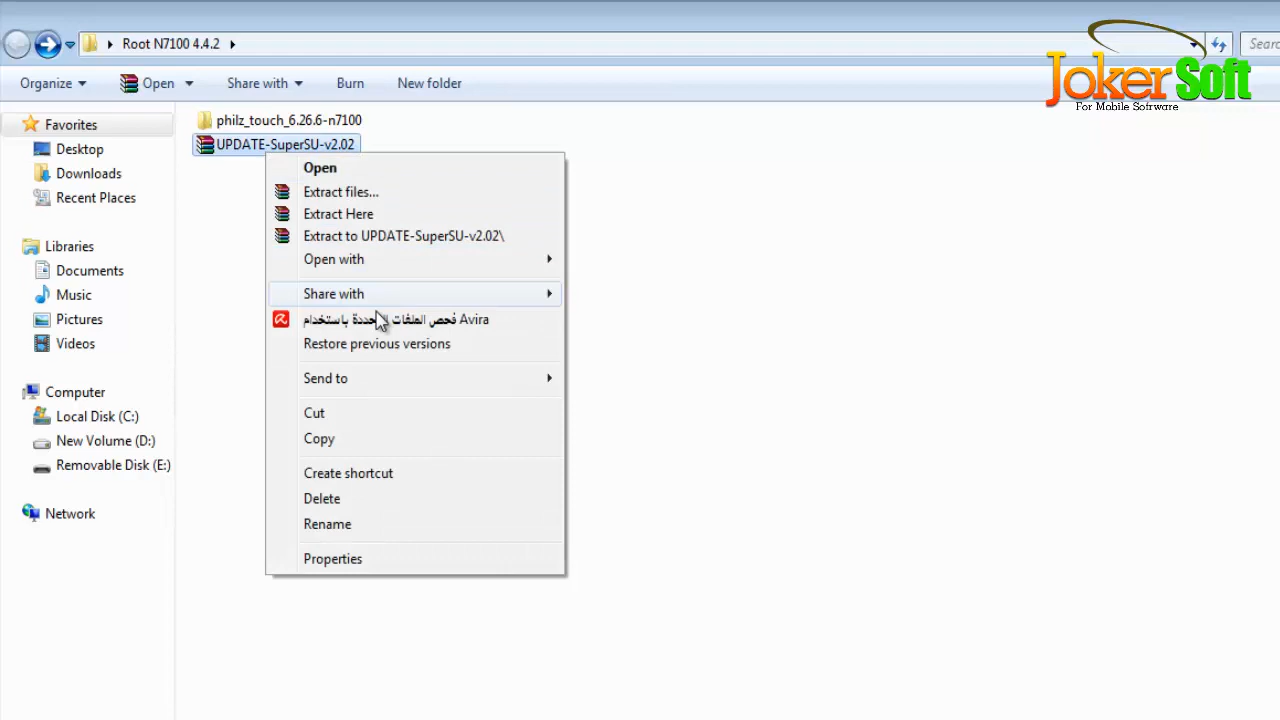 Root N7100 4.4.2
Sear
Joker Soft
For Mobile Software
Organize
Open
Share with
Burn
New folder
Favorites
Desktop
Downloads
Recent Places
Libraries
Documents
Music
Pictures
Videos
Computer
Local Disk (C:)
New Volume (D:)
Removable Disk (E:)
Network
philz_touch_6.26.6-n7100
UPDATE-SuperSU-v2.02
Open
Extract files...
Extract Here
Extract to UPDATE-SuperSU-v2.02\
Open with
Share with
فحص الملفات المحددة باستخدام Avira
Restore previous versions
Send to
Cut
Copy
Create shortcut
Delete
Rename
Properties